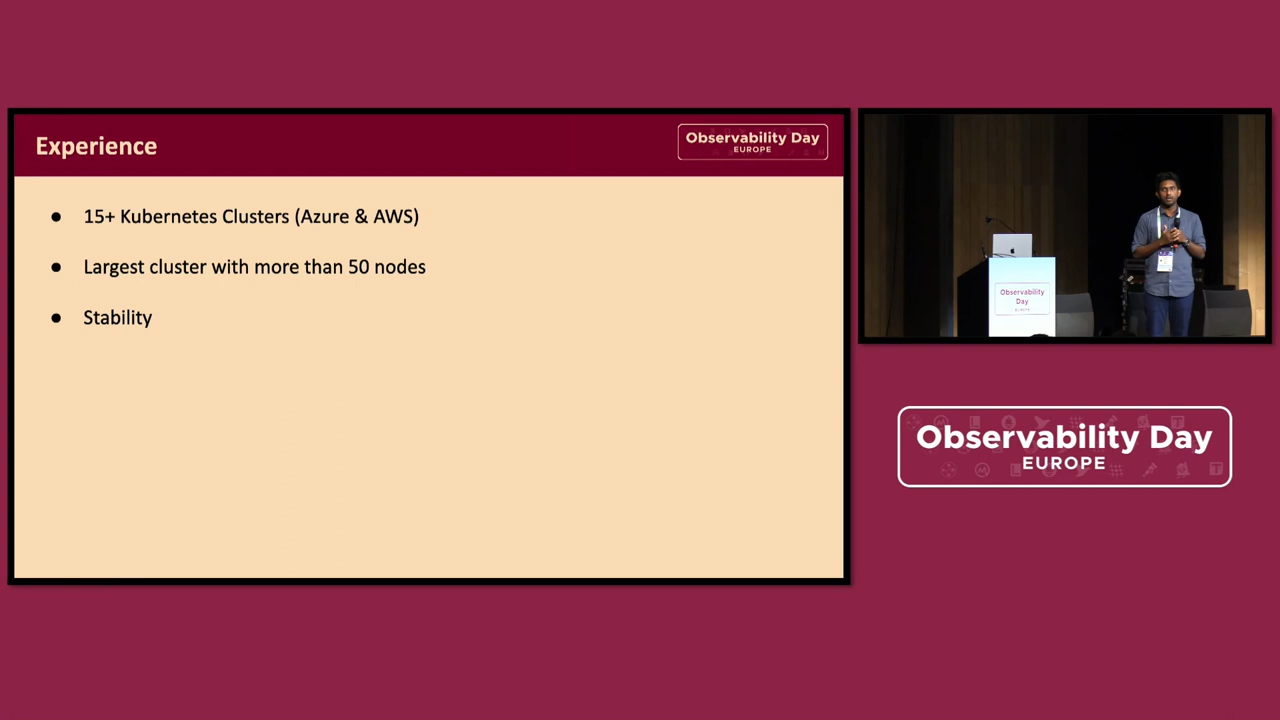 Experience
Observability Day
EUROPE
● 15+ Kubernetes Clusters (Azure & AWS)
● Largest cluster with more than 50 nodes
● Stability
Observability
Day
EUROPE
Observability Day
EUROPE